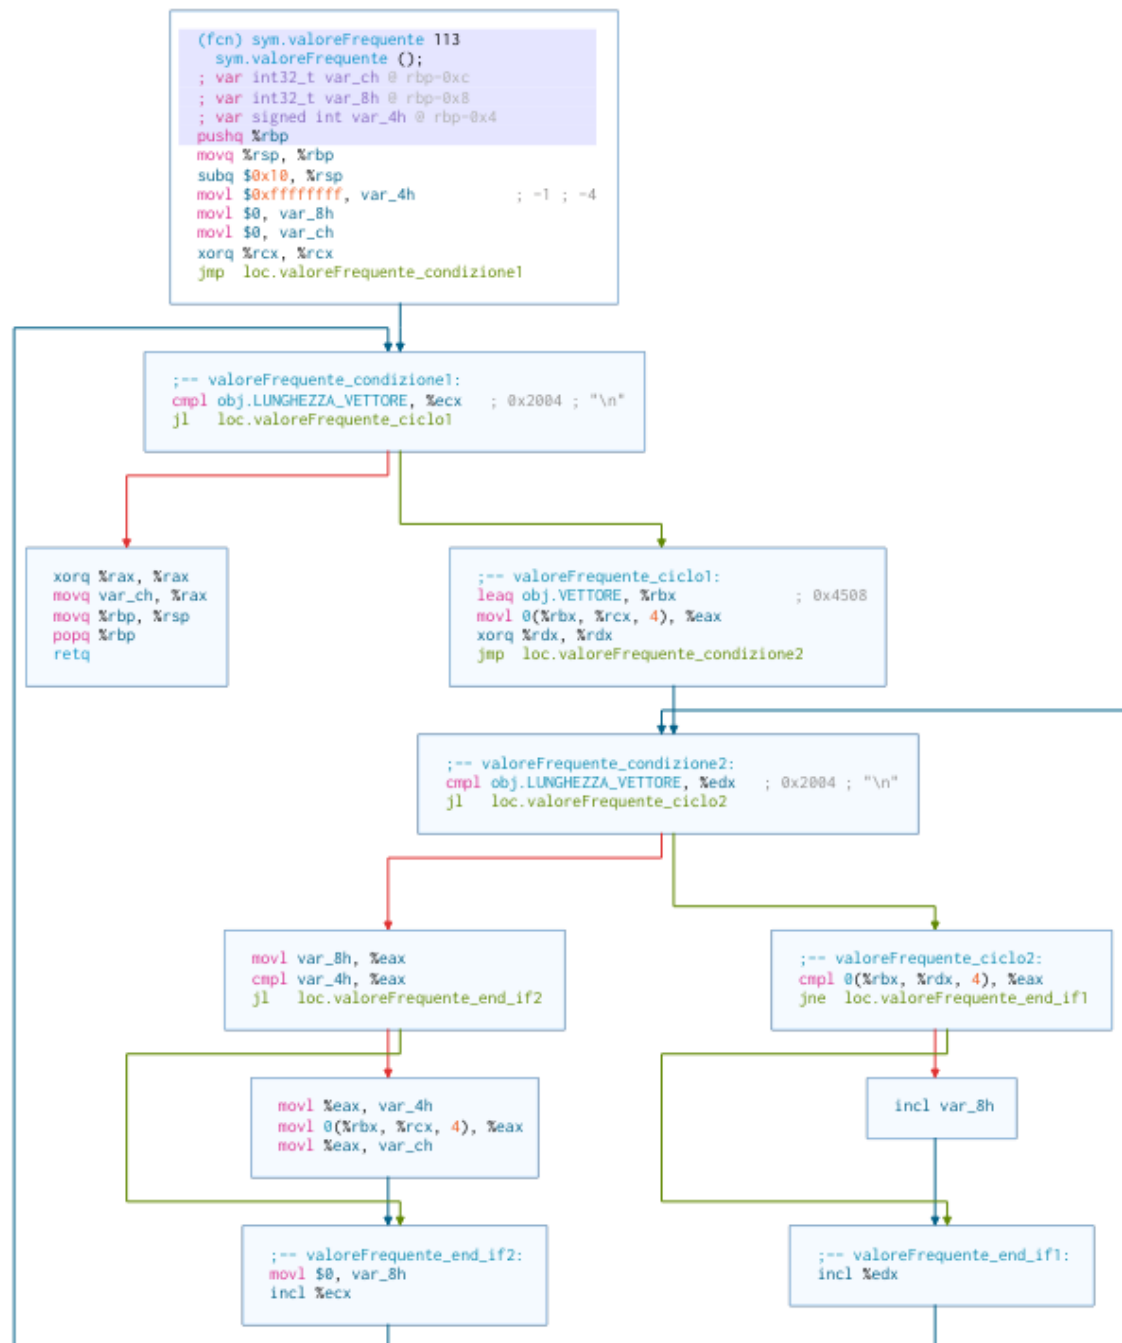 (fcn) sym.valoreFrequente 113
sym.valoreFrequente ();
; var int32_t var_ch @ rbp-0xc
; var int32_t var_8h @ rbp-0x8
; var signed int var_4h @ rbp-0x4
pushq %rbp
movq %rsp, %rbp
subq $0x10, %rsp
movl $0xffffffff, var_4h ; -1 ; -4
movl $0, var_8h
movl $0, var_ch
xorq %rcx, %rcx
jmp loc.valoreFrequente_condizione1
;-- valoreFrequente_condizione1:
cmpl obj.LUNGHEZZA_VETTORE, %ecx ; 0x2004 ; "\n"
jl loc.valoreFrequente_ciclo1
xorq %rax, %rax
movq var_ch, %rax
movq %rbp, %rsp
popq %rbp
retq
;-- valoreFrequente_ciclo1:
leaq obj.VETTORE, %rbx ; 0x4508
movl 0(%rbx, %rcx, 4), %eax
xorq %rdx, %rdx
jmp loc.valoreFrequente_condizione2
;-- valoreFrequente_condizione2:
cmpl obj.LUNGHEZZA_VETTORE, %edx ; 0x2004 ; "\n"
jl loc.valoreFrequente_ciclo2
movl var_8h, %eax
cmpl var_4h, %eax
jl loc.valoreFrequente_end_if2
;-- valoreFrequente_ciclo2:
cmpl 0(%rbx, %rdx, 4), %eax
jne loc.valoreFrequente_end_if1
movl %eax, var_4h
movl 0(%rbx, %rcx, 4), %eax
movl %eax, var_ch
incl var_8h
;-- valoreFrequente_end_if2:
movl $0, var_8h
incl %ecx
;-- valoreFrequente_end_if1:
incl %edx